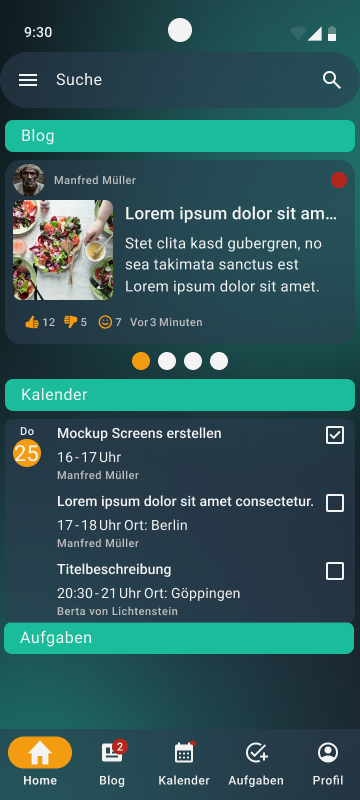 9:30
Suche
Blog
Manfred Müller
Lorem ipsum dolor sit am...
Stet clita kasd gubergren, no
sea takimata sanctus est
Lorem ipsum dolor sit amet.
12 5 7 Vor 3 Minuten
Kalender
Do
25
Mockup Screens erstellen
16 - 17 Uhr
Manfred Müller
Lorem ipsum dolor sit amet consectetur.
17 - 18 Uhr Ort: Berlin
Manfred Müller
Titelbeschreibung
20:30 - 21 Uhr Ort: Göppingen
Berta von Lichtenstein
Aufgaben
2
Home Blog Kalender Aufgaben Profil